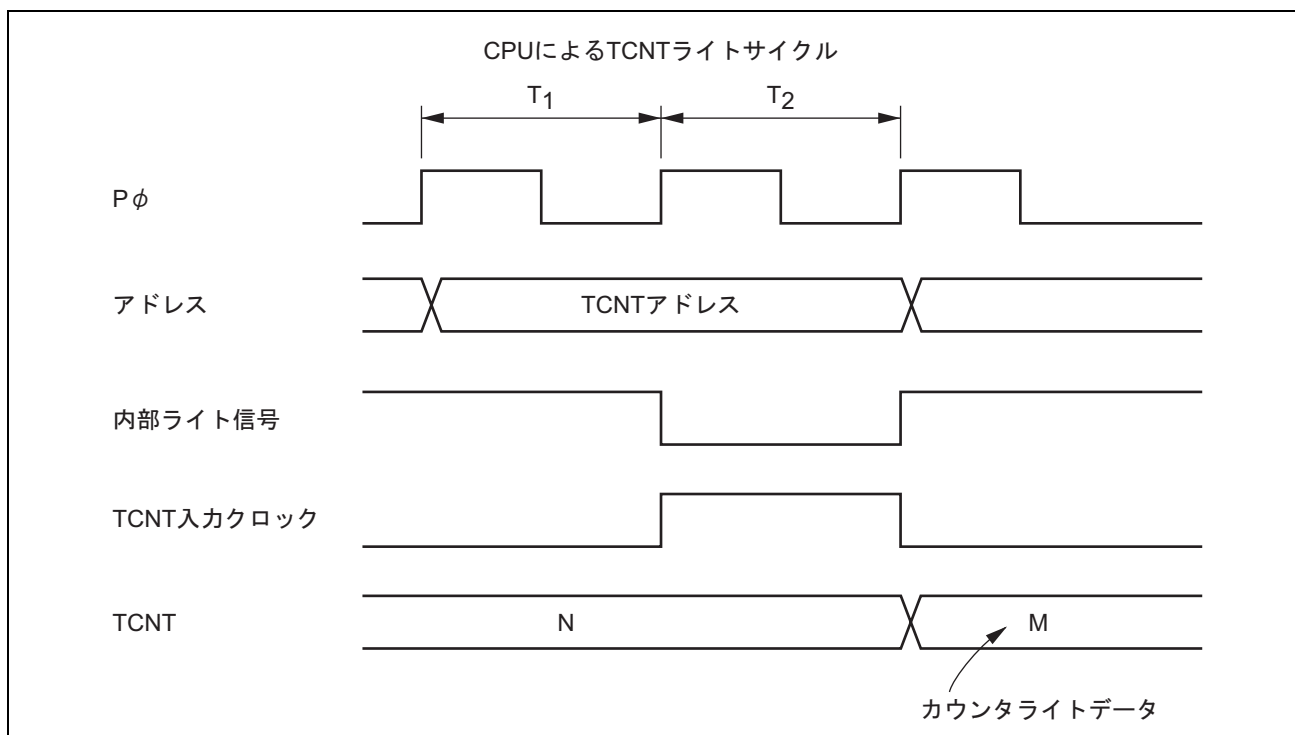 CPUによるTCNTライトサイクル
T1 T2
Pφ
アドレス TCNTアドレス
内部ライト信号
TCNT入力クロック
TCNT N M
カウンタライトデータ